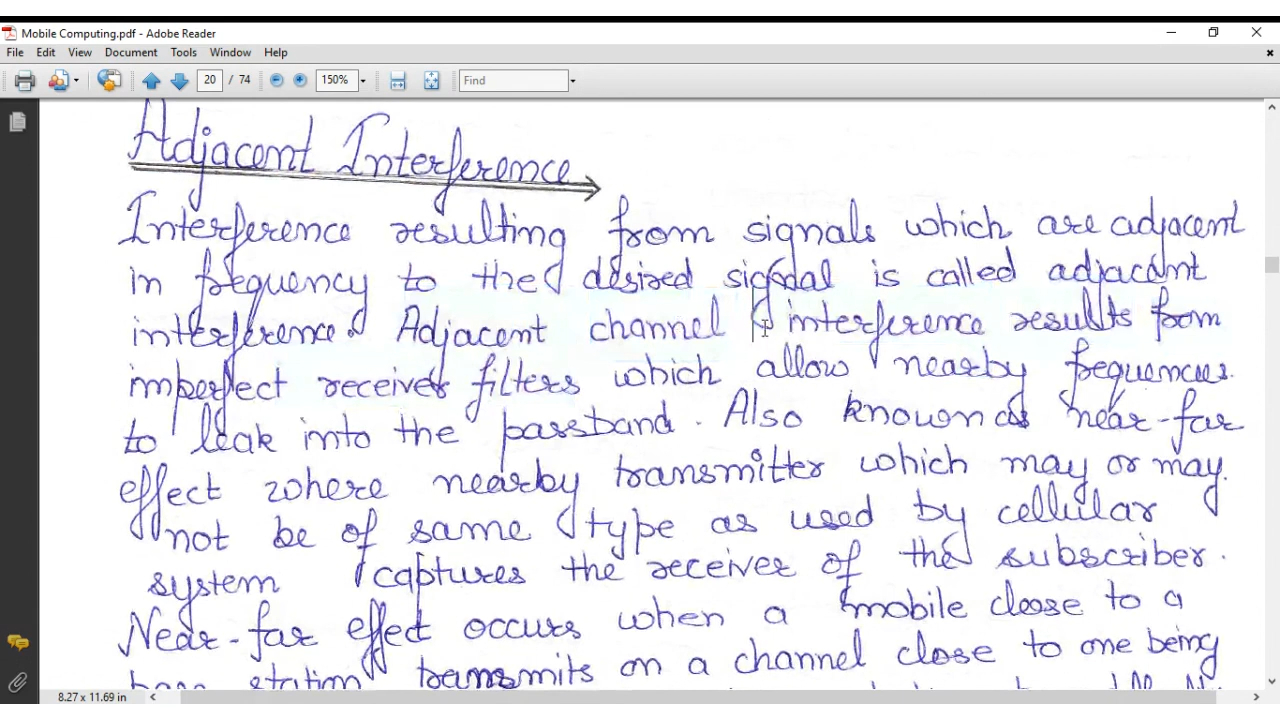 Mobile Computing.pdf - Adobe Reader
File Edit View Document Tools Window Help
20 / 74 150% Find
Adjacent Interference
Interference resulting from signals which are adjacent
in frequency to the desired signal is called adjacent
interference. Adjacent channel interference results from
imperfect receiver filters which allow nearby frequencies
to leak into the passband. Also known as near-far
effect where nearby transmitter which may or may
not be of same type as used by cellular
system captures the receiver of the subscriber.
Near-far effect occurs when a mobile close to a
base station transmits on a channel close to one being
8.27 x 11.69 in